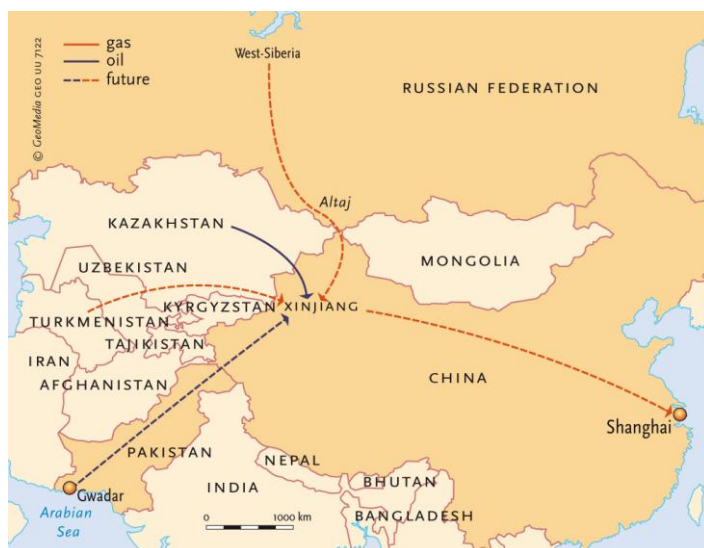 gas
oil
future
© GeoMedia GEO UU 7122
West-Siberia
RUSSIAN FEDERATION
Altaj
KAZAKHSTAN
MONGOLIA
UZBEKISTAN
KYRGYZSTAN
XINJIANG
TURKMENISTAN
TAJIKISTAN
IRAN
AFGHANISTAN
CHINA
Shanghai
PAKISTAN
NEPAL
BHUTAN
Gwadar
INDIA
BANGLADESH
Arabian
Sea
0 1000 km